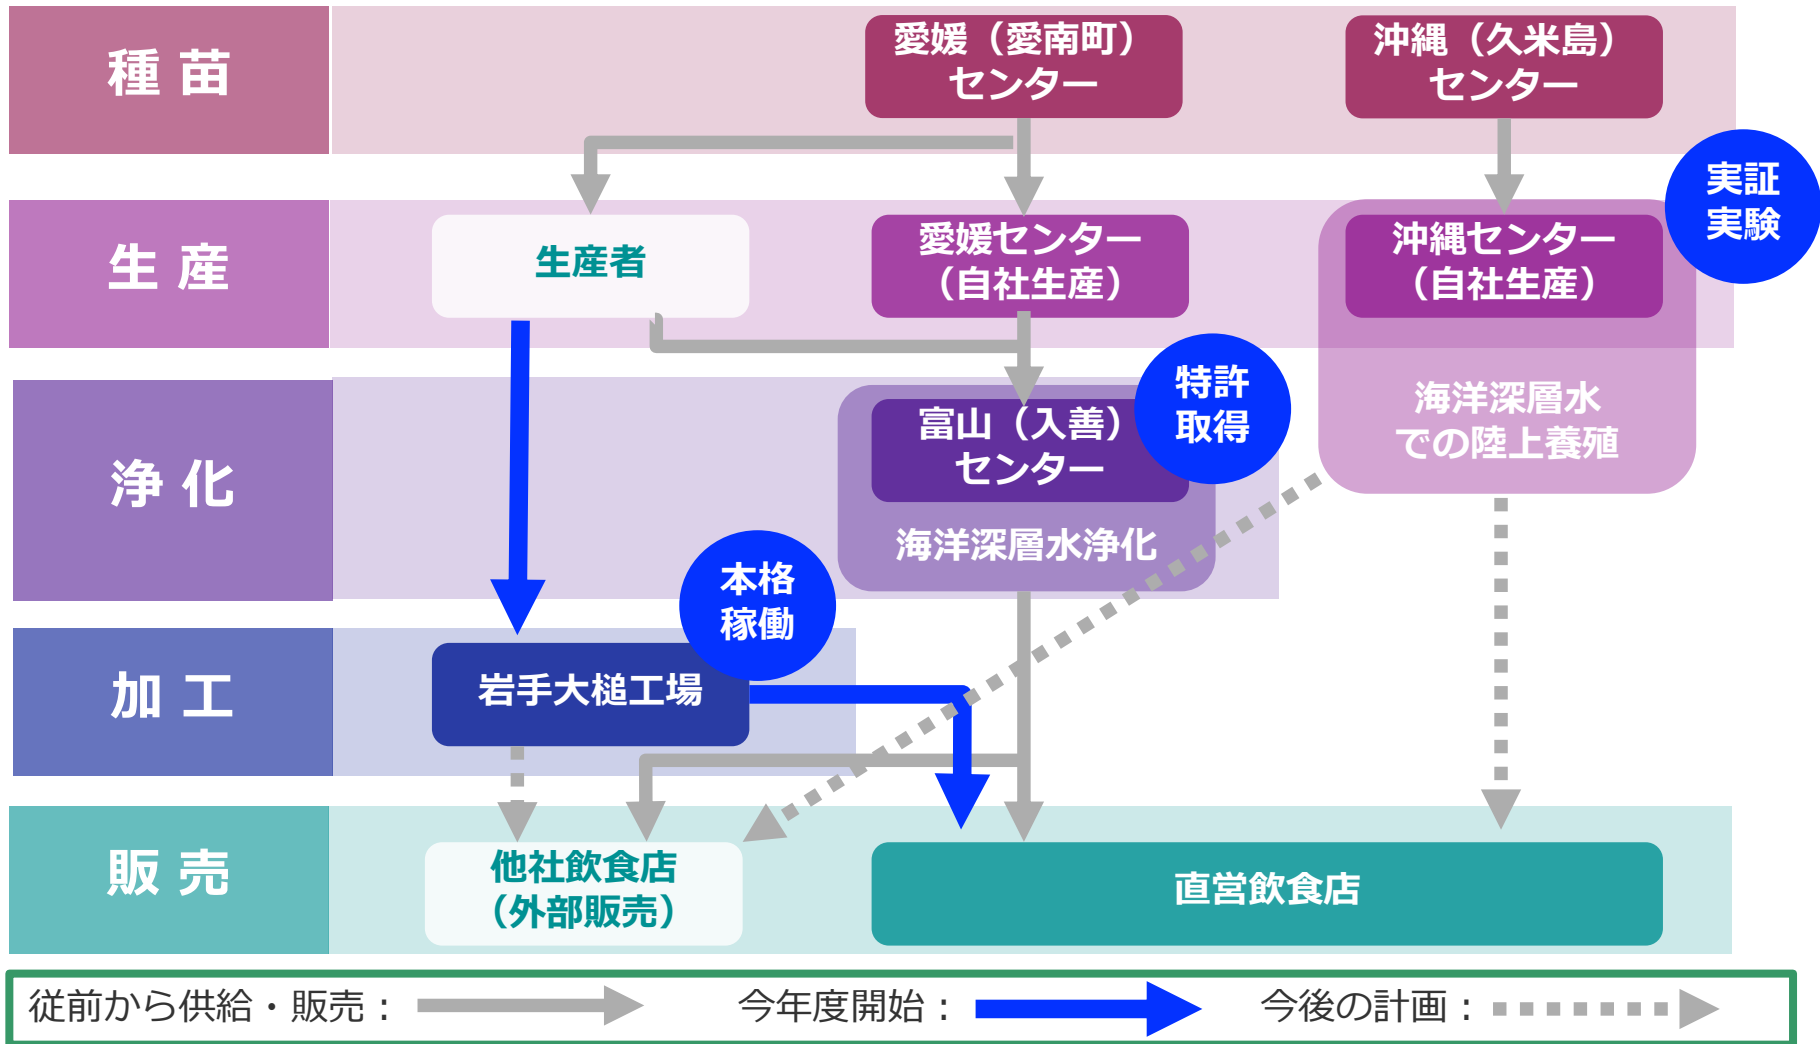 種 苗
愛媛（愛南町）
センター
沖縄（久米島）
センター
実証
実験
生 産
生産者
愛媛センター
（自社生産）
沖縄センター
（自社生産）
海洋深層水
での陸上養殖
特許
取得
浄 化
富山（入善）
センター
海洋深層水浄化
本格
稼働
加 工
岩手大槌工場
販 売
他社飲食店
（外部販売）
直営飲食店
従前から供給・販売：
今年度開始：
今後の計画：